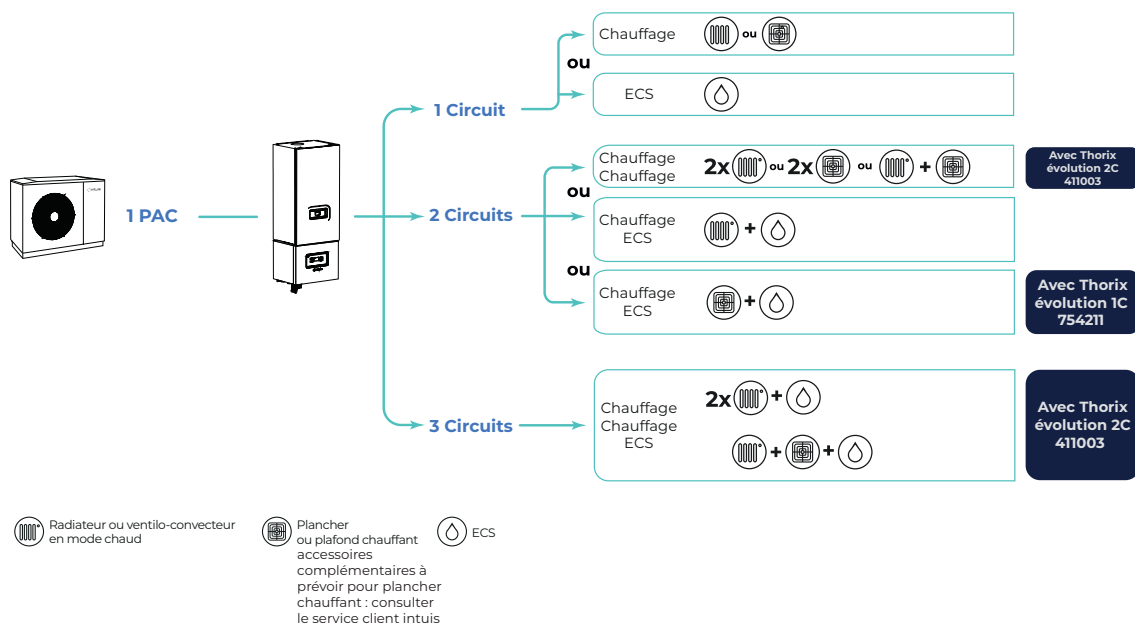 Chauffage ou
ou
ECS
1 Circuit
Chauffage
Chauffage
2x ou 2x ou +
Avec Thorix
évolution 2C
411003
ou
1 PAC
2 Circuits
Chauffage
ECS
+
ou
Chauffage
ECS
+
Avec Thorix
évolution 1C
754211
3 Circuits
Chauffage
Chauffage
ECS
2x +
+ +
Avec Thorix
évolution 2C
411003
Radiateur ou ventilo-convecteur
en mode chaud
Plancher
ou plafond chauffant
accessoires
complémentaires à
prévoir pour plancher
chauffant : consulter
le service client intuis
ECS